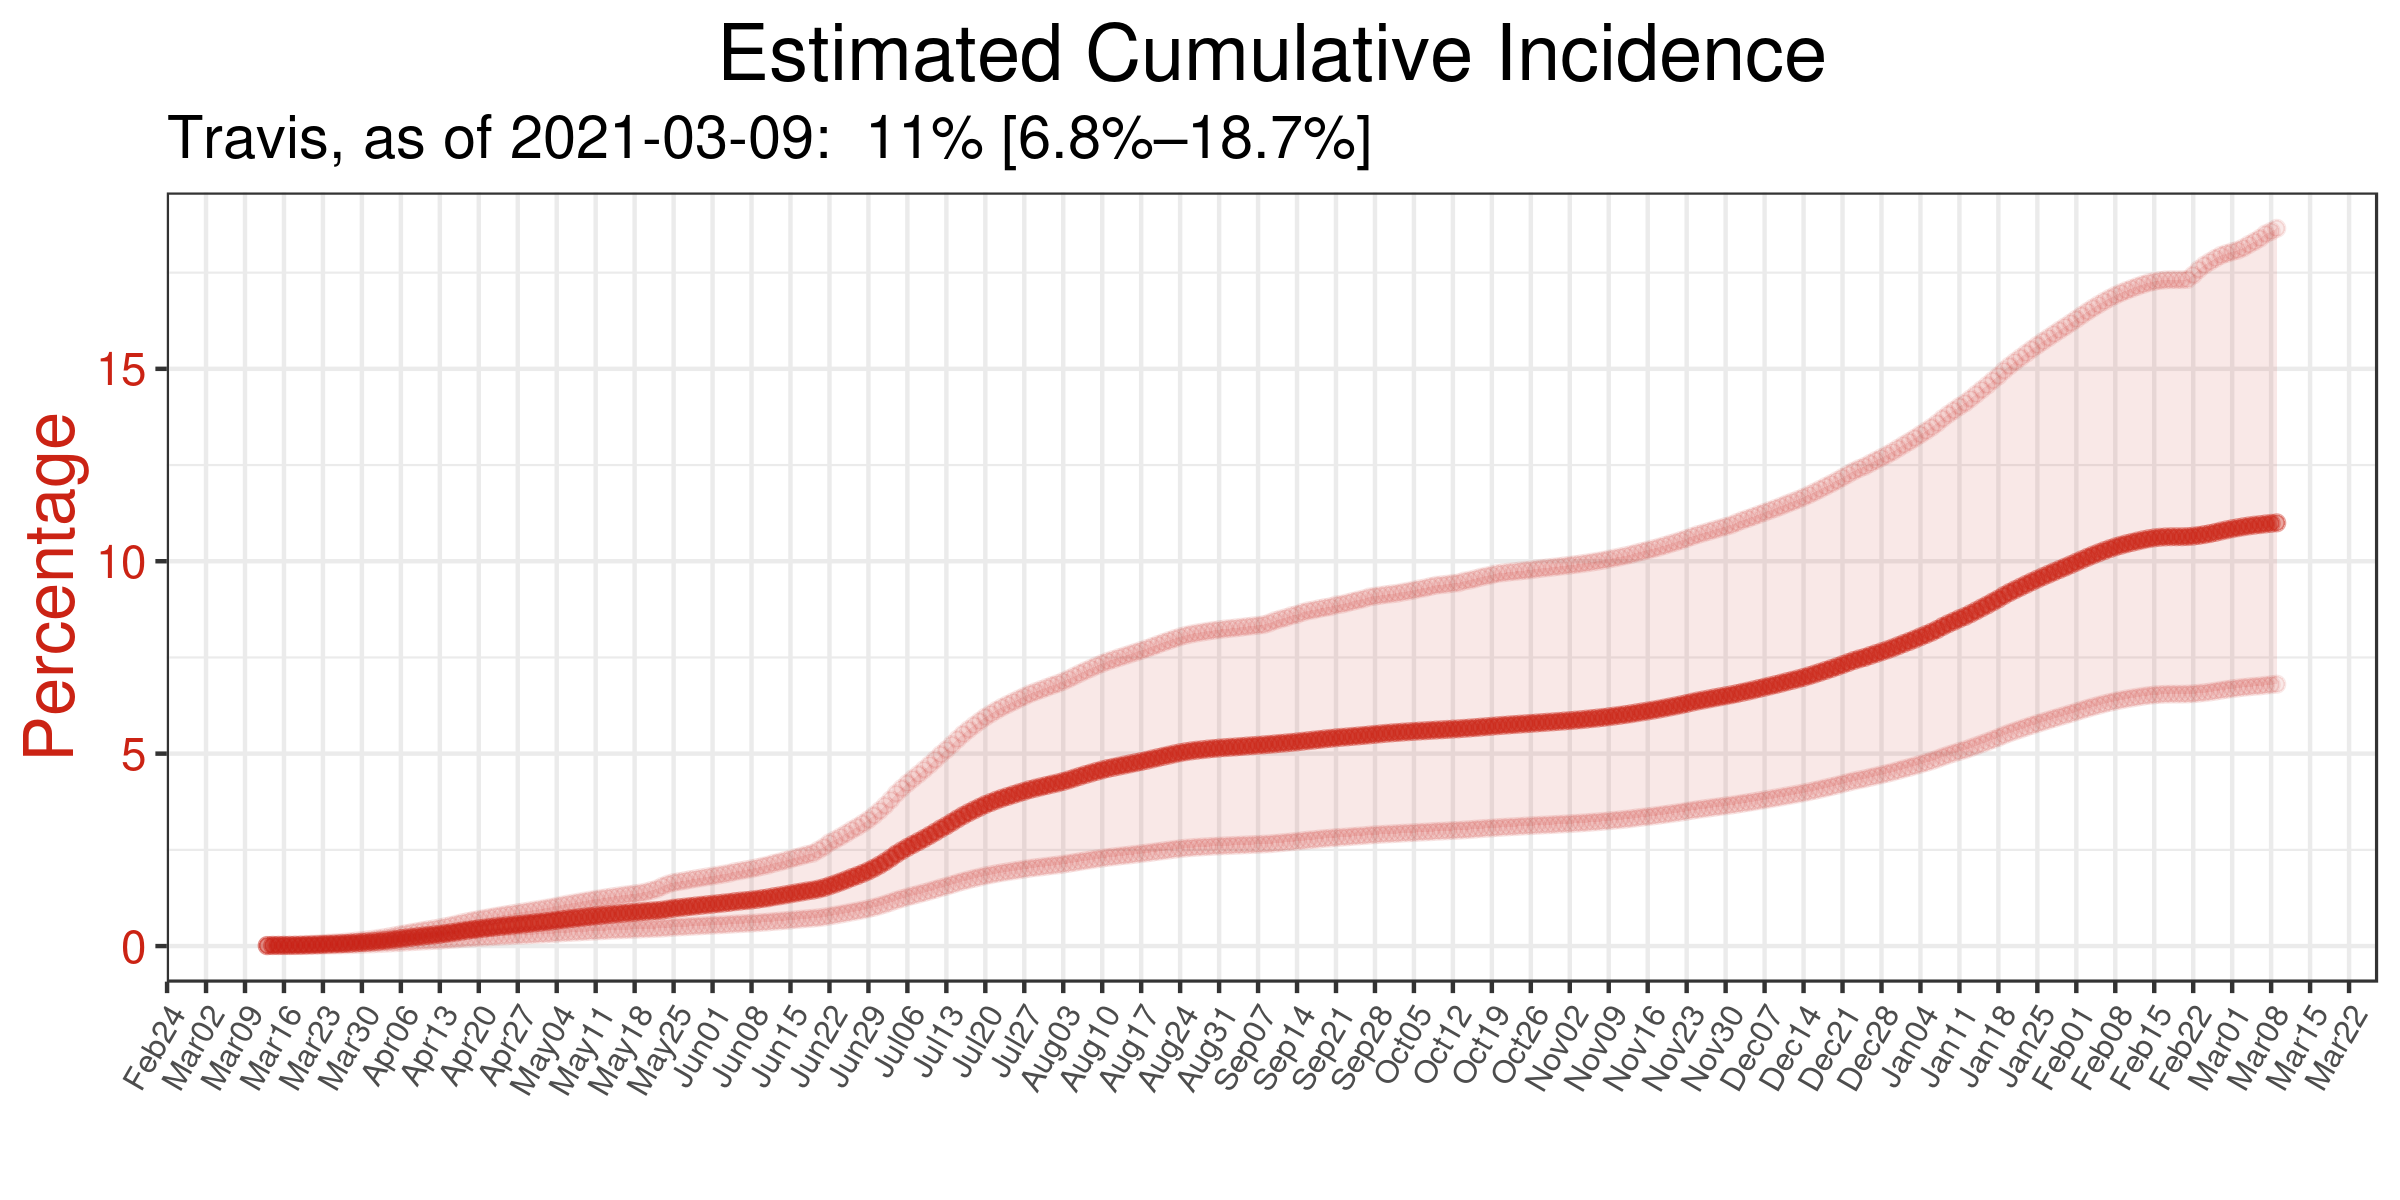 Estimated Cumulative Incidence
Travis, as of 2021-03-09:  11% [6.8%–18.7%]
Percentage
15
10
5
0
Feb24 Mar02 Mar09 Mar16 Mar23 Mar30 Apr06 Apr13 Apr20 Apr27 May04 May11 May18 May25 Jun01 Jun08 Jun15 Jun22 Jun29 Jul06 Jul13 Jul20 Jul27 Aug03 Aug10 Aug17 Aug24 Aug31 Sep07 Sep14 Sep21 Sep28 Oct05 Oct12 Oct19 Oct26 Nov02 Nov09 Nov16 Nov23 Nov30 Dec07 Dec14 Dec21 Dec28 Jan04 Jan11 Jan18 Jan25 Feb01 Feb08 Feb15 Feb22 Mar01 Mar08 Mar15 Mar22